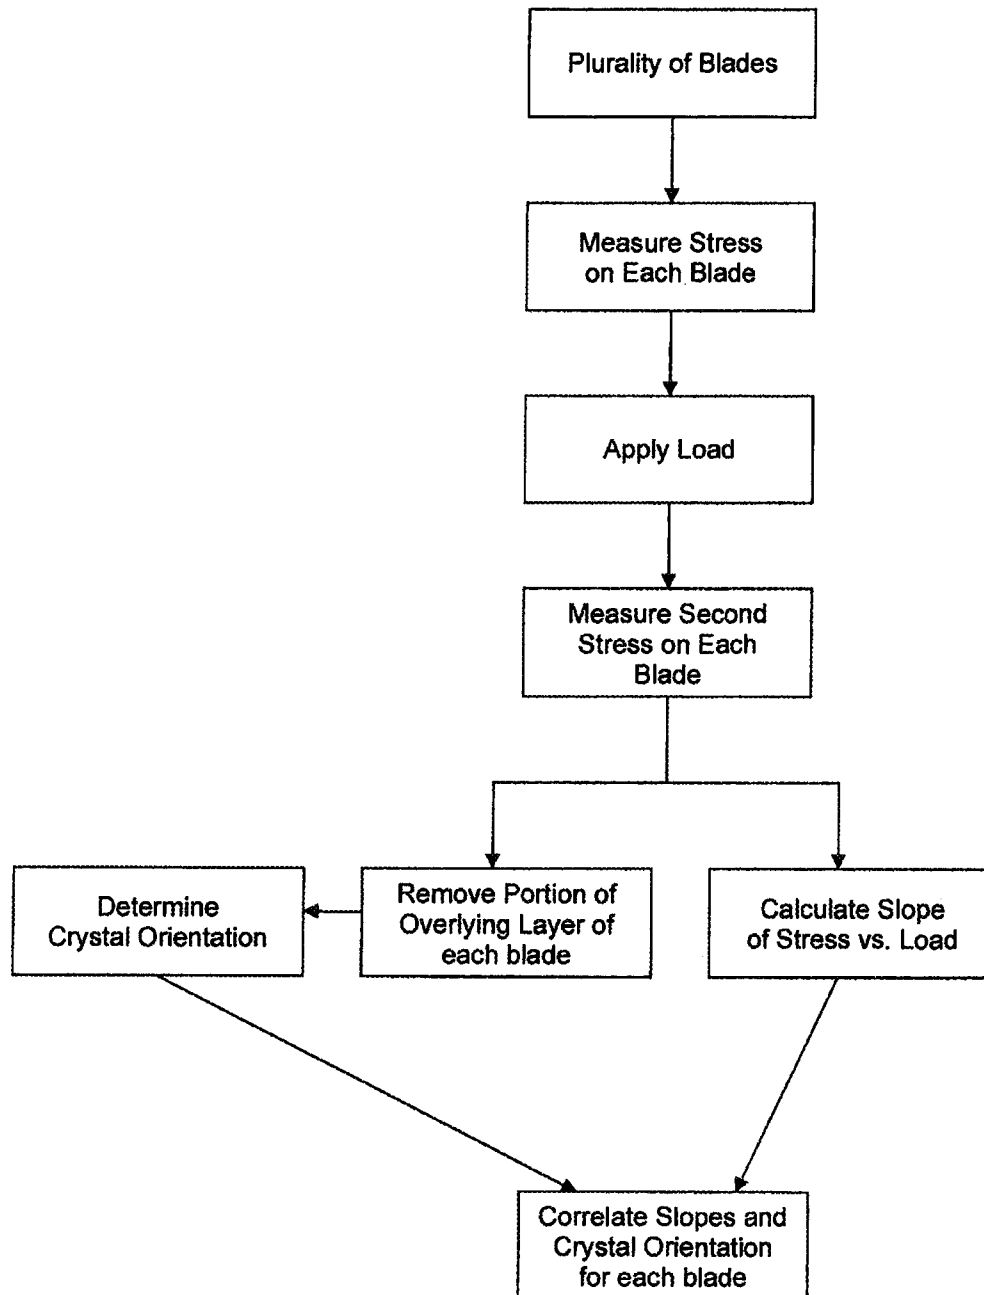 Plurality of Blades
Measure Stress
on Each Blade
Apply Load
Measure Second
Stress on Each
Blade
Determine
Crystal Orientation
Remove Portion of
Overlying Layer of
each blade
Calculate Slope
of Stress vs. Load
Correlate Slopes and
Crystal Orientation
for each blade